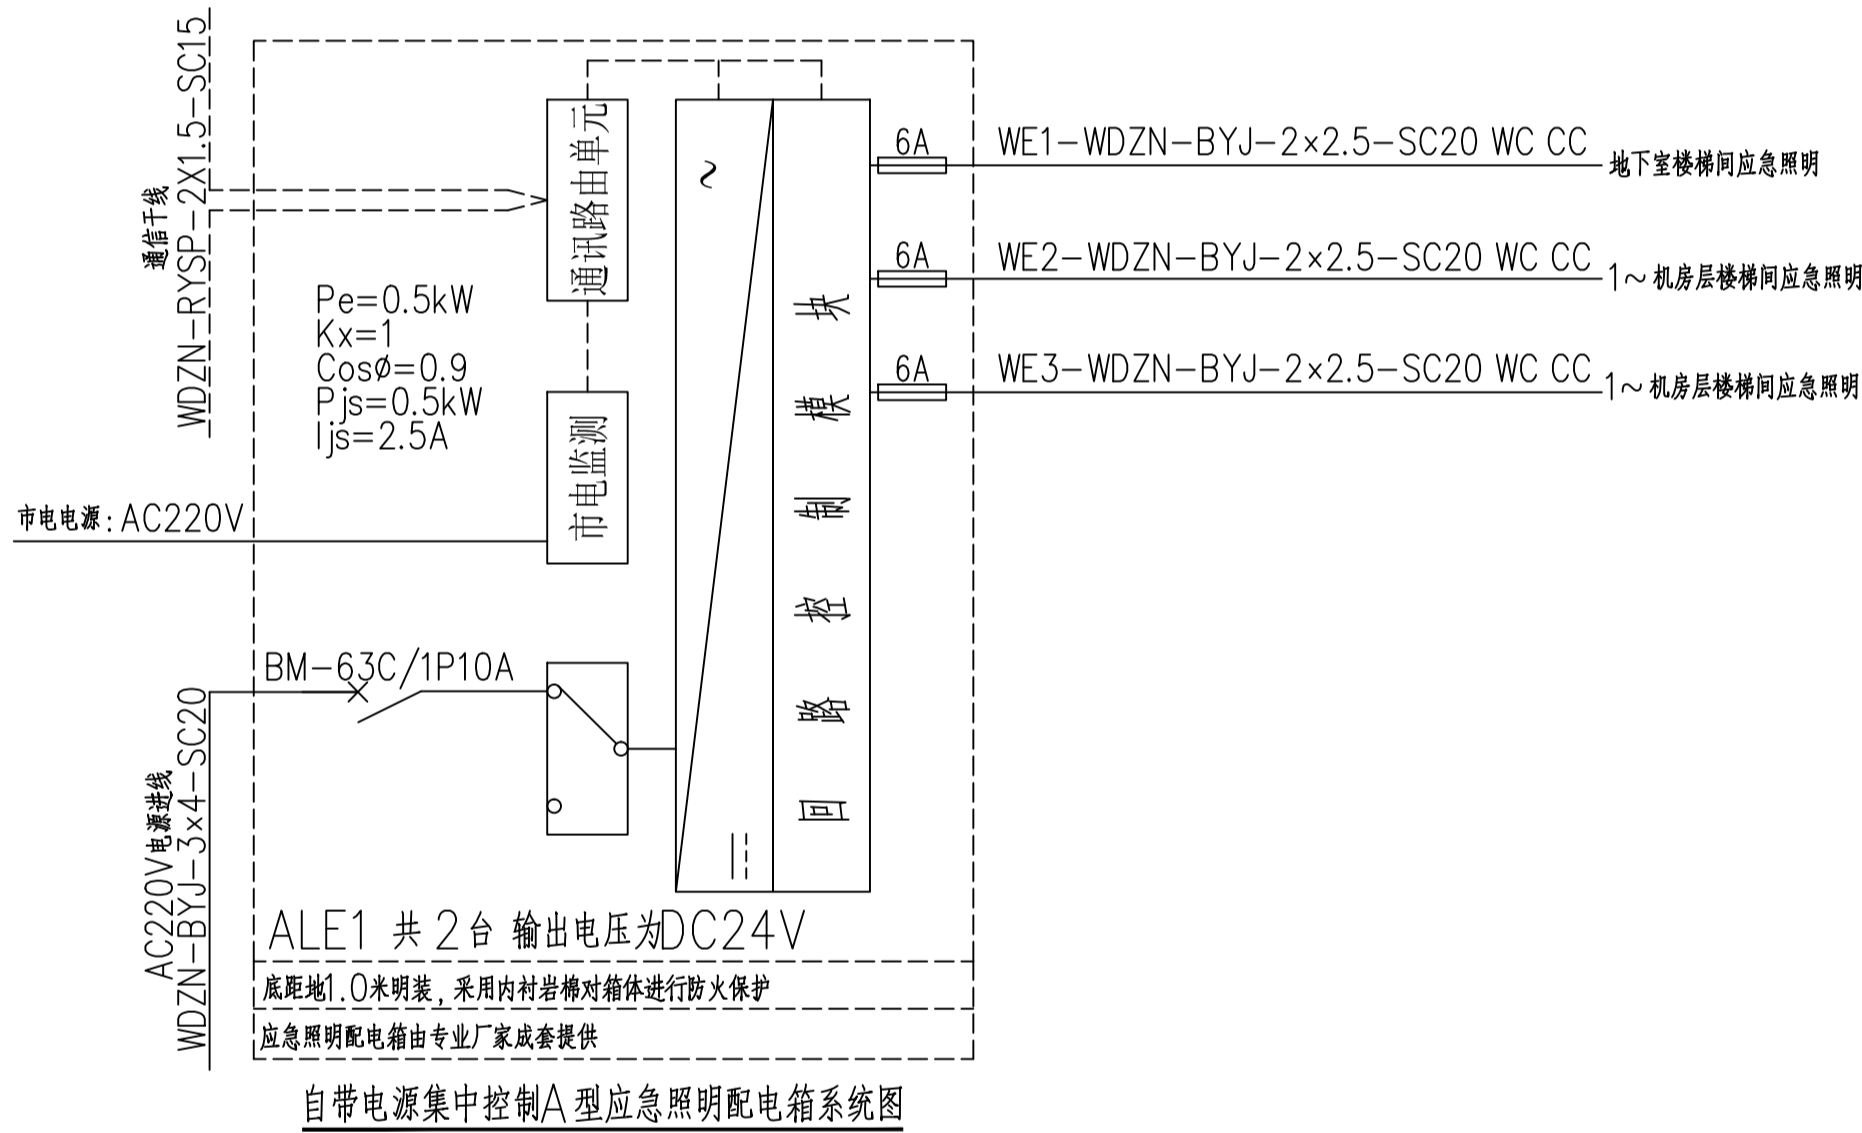 通信干线
WDZN-RYSP-2X1.5-SC15
Pe=0.5kW
Kx=1
Cosø=0.9
Pjs=0.5kW
Ijs=2.5A
通讯路由单元
市电监测
市电电源：AC220V
BM-63C/1P10A
AC220V电源进线
WDZN-BYJ-3×4-SC20
~
回路控制模块
6A
WE1-WDZN-BYJ-2×2.5-SC20 WC CC
地下室楼梯间应急照明
6A
WE2-WDZN-BYJ-2×2.5-SC20 WC CC
1～机房层楼梯间应急照明
6A
WE3-WDZN-BYJ-2×2.5-SC20 WC CC
1～机房层楼梯间应急照明
ALE1 共 2台 输出电压为DC24V
底距地1.0米明装，采用内衬岩棉对箱体进行防火保护
应急照明配电箱由专业厂家成套提供
自带电源集中控制A型应急照明配电箱系统图